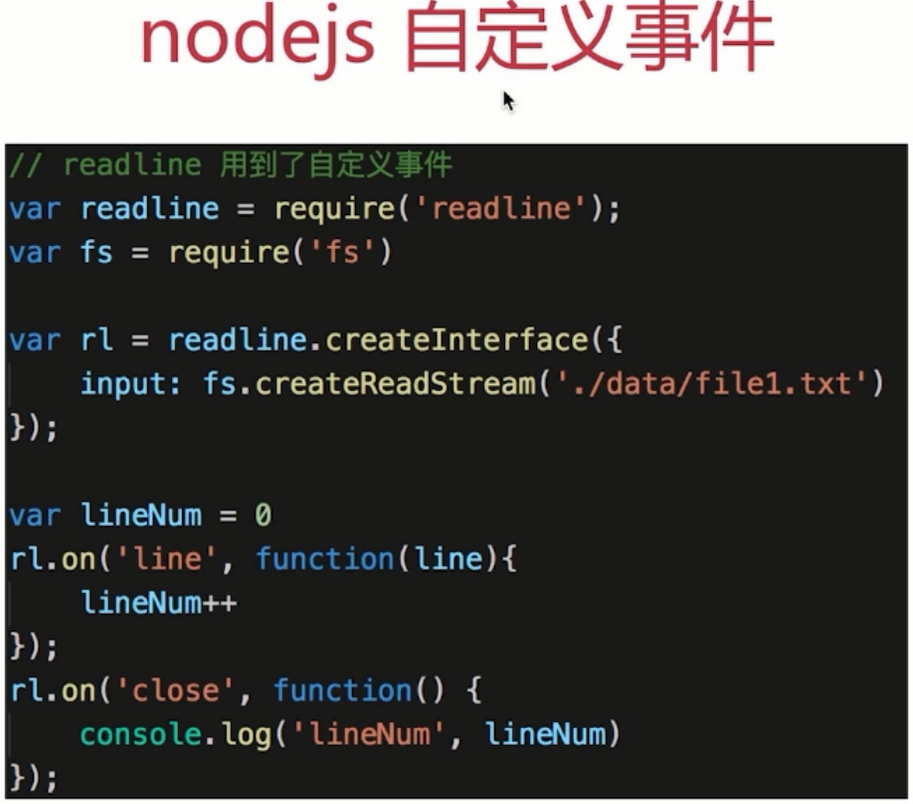 nodejs 自定义事件
// readline 用到了自定义事件
var readline = require('readline');
var fs = require('fs')
var rl = readline.createInterface({
    input: fs.createReadStream('./data/file1.txt')
});
var lineNum = 0
rl.on('line', function(line){
    lineNum++
});
rl.on('close', function() {
    console.log('lineNum', lineNum)
});